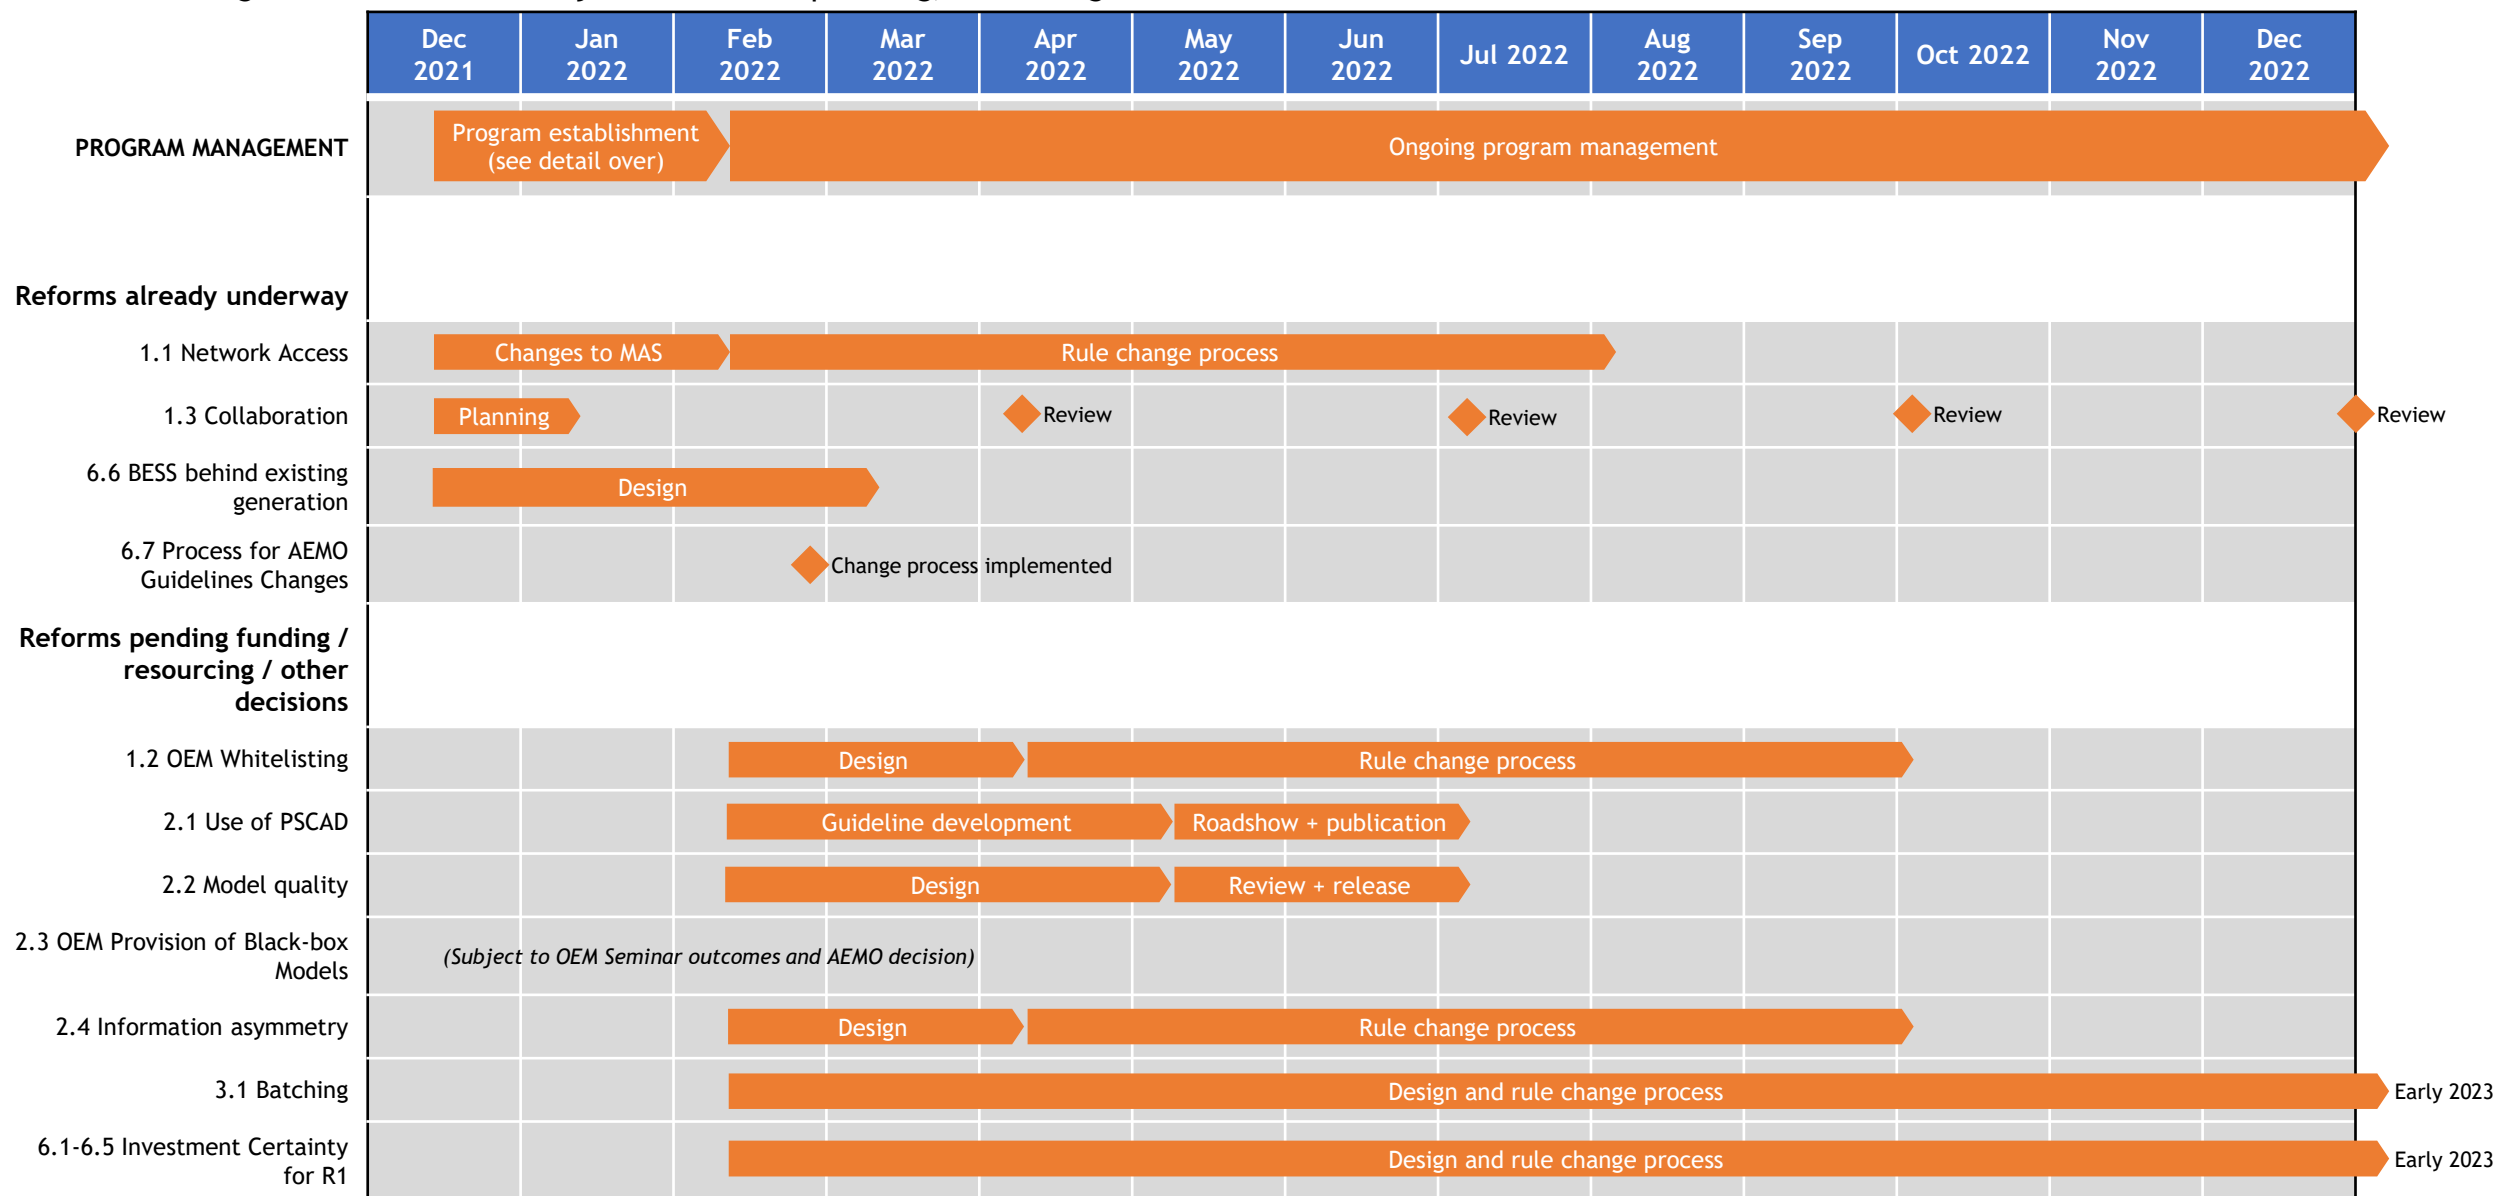 Dec
2021
Jan
2022
Feb
2022
Mar
2022
Apr
2022
May
2022
Jun
2022
Jul 2022
Aug
2022
Sep
2022
Oct 2022
Nov
2022
Dec
2022
PROGRAM MANAGEMENT
Program establishment
(see detail over)
Ongoing program management
Reforms already underway
1.1 Network Access
Changes to MAS
Rule change process
1.3 Collaboration
Planning
Review
Review
Review
Review
6.6 BESS behind existing
generation
Design
6.7 Process for AEMO
Guidelines Changes
Change process implemented
Reforms pending funding /
resourcing / other
decisions
1.2 OEM Whitelisting
Design
Rule change process
2.1 Use of PSCAD
Guideline development
Roadshow + publication
2.2 Model quality
Design
Review + release
2.3 OEM Provision of Black-box
Models
(Subject to OEM Seminar outcomes and AEMO decision)
2.4 Information asymmetry
Design
Rule change process
3.1 Batching
Design and rule change process
Early 2023
6.1-6.5 Investment Certainty
for R1
Design and rule change process
Early 2023